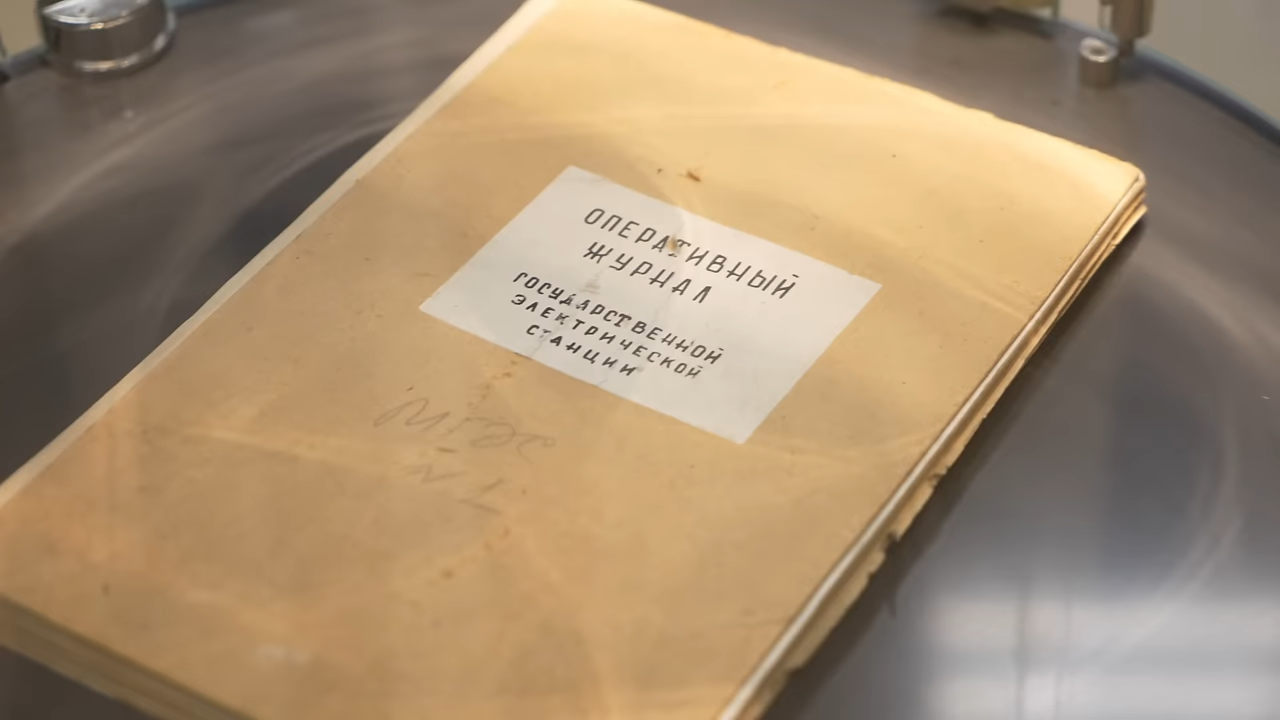 ОПЕРАТИВНЫЙ
ЖУРНАЛ
ГОСУДАРСТВЕННОЙ
ЭЛЕКТРИЧЕСКОЙ
СТАНЦИИ